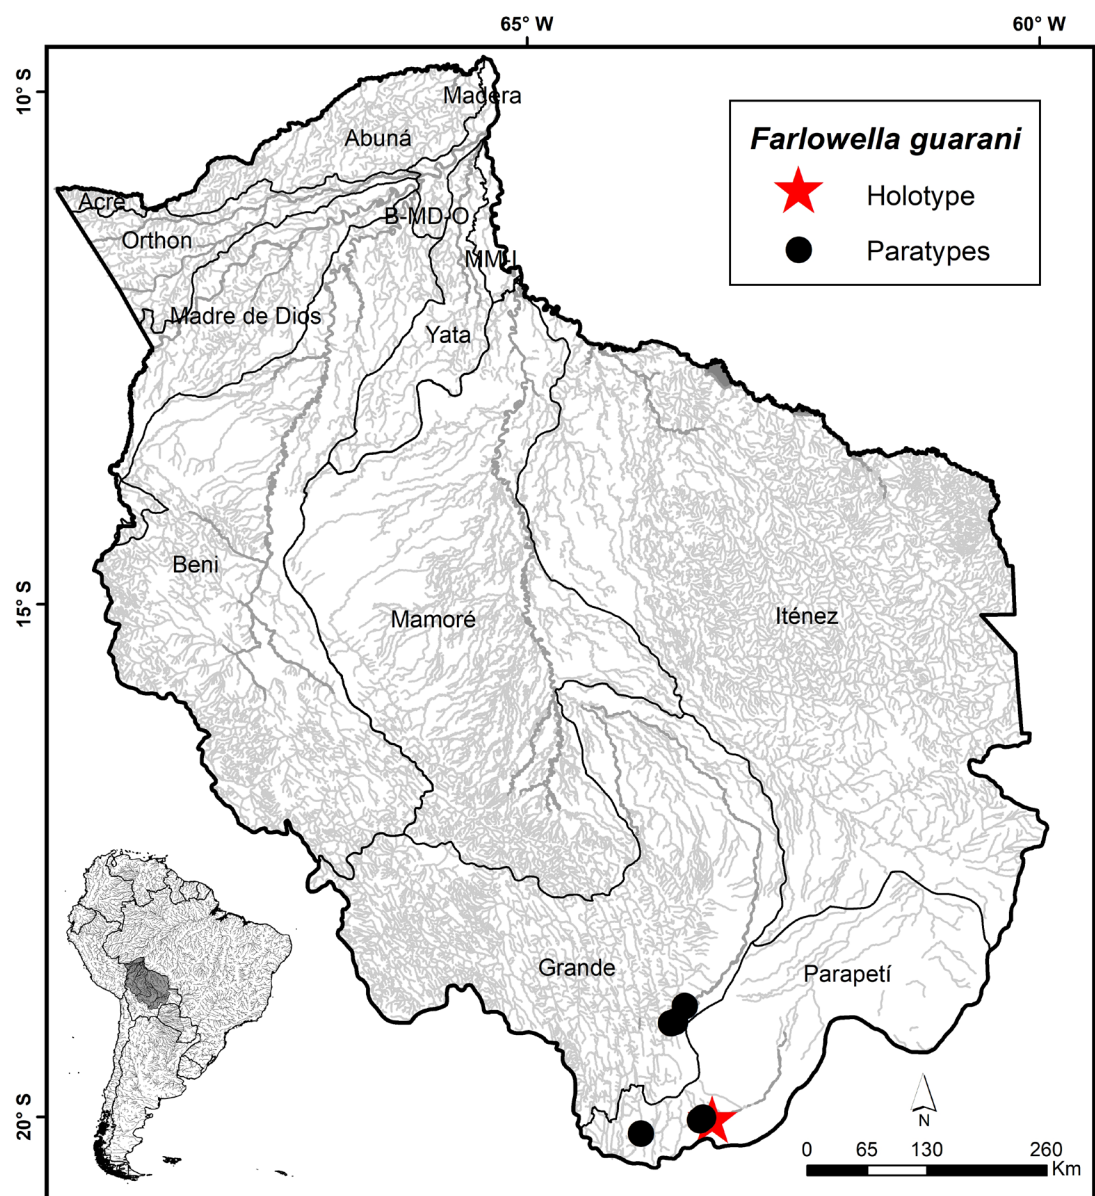 65° W
60° W
10° S
15° S
20° S
Farlowella guarani
Holotype
Paratypes
Madera
Abuná
Acre
B-MD-O
Orthon
Madre de Dios
Yata
Beni
Mamoré
Iténez
Grande
Parapetí
N
0 65 130 260
Km